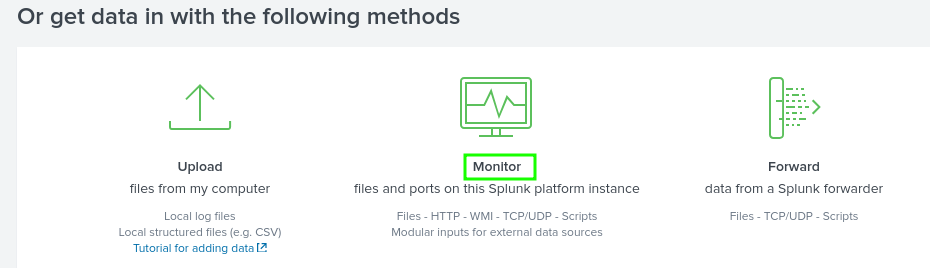 Or get data in with the following methods
Upload
files from my computer
Local log files
Local structured files (e.g. CSV)
Tutorial for adding data
Monitor
files and ports on this Splunk platform instance
Files - HTTP - WMI - TCP/UDP - Scripts
Modular inputs for external data sources
Forward
data from a Splunk forwarder
Files - TCP/UDP - Scripts